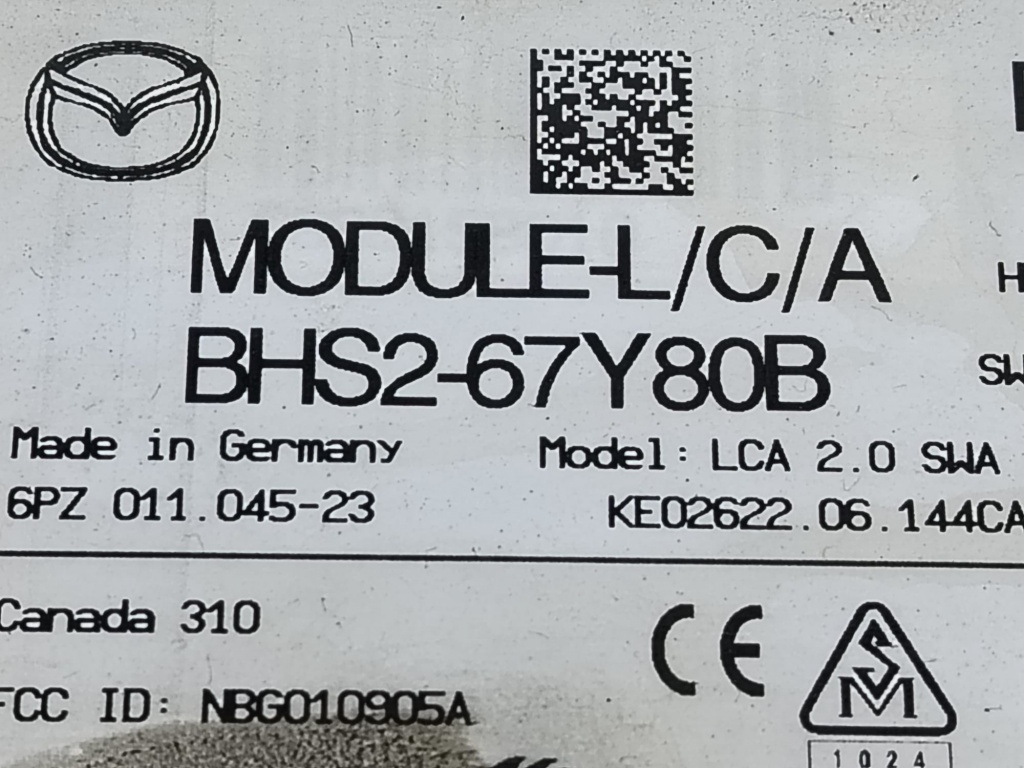 MODULE-L/C/A
BHS2-67Y80B
Made in Germany
Model: LCA 2.0 SWA
6PZ 011.045-23
KE02622.06.144CA
Canada 310
CE
SM
FCC ID: NBG010905A
1024